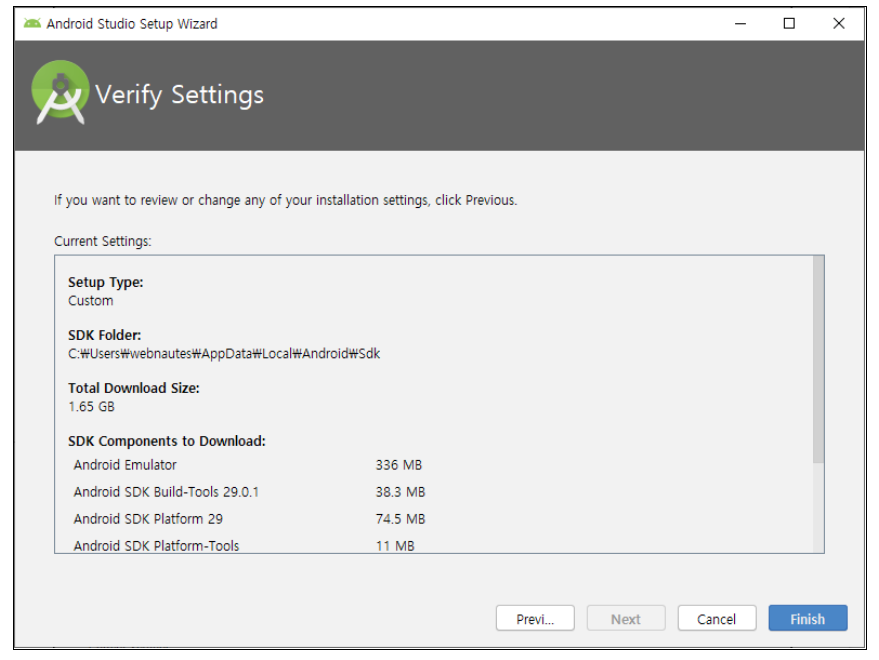 Android Studio Setup Wizard
Verify Settings
If you want to review or change any of your installation settings, click Previous.
Current Settings:
Setup Type:
Custom
SDK Folder:
C:₩Users₩webnautes₩AppData₩Local₩Android₩Sdk
Total Download Size:
1.65 GB
SDK Components to Download:
Android Emulator 336 MB
Android SDK Build-Tools 29.0.1 38.3 MB
Android SDK Platform 29 74.5 MB
Android SDK Platform-Tools 11 MB
Previ... Next Cancel Finish